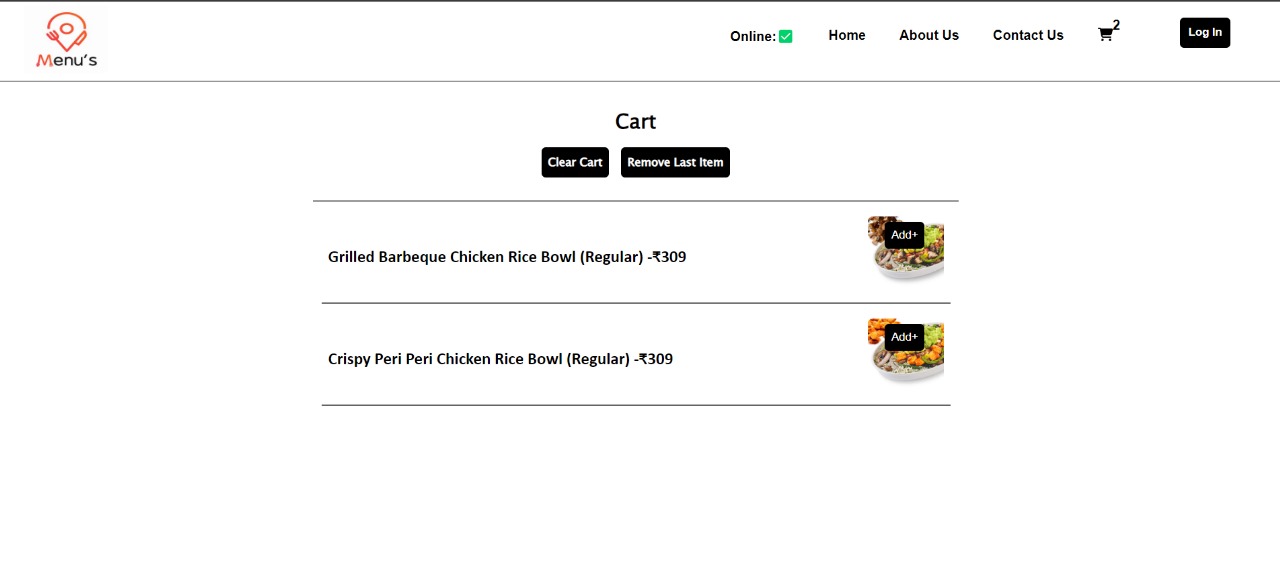 Menu's
Online: ✅
Home
About Us
Contact Us
2
Log In
Cart
Clear Cart
Remove Last Item
Grilled Barbeque Chicken Rice Bowl (Regular) -₹309
Add+
Crispy Peri Peri Chicken Rice Bowl (Regular) -₹309
Add+